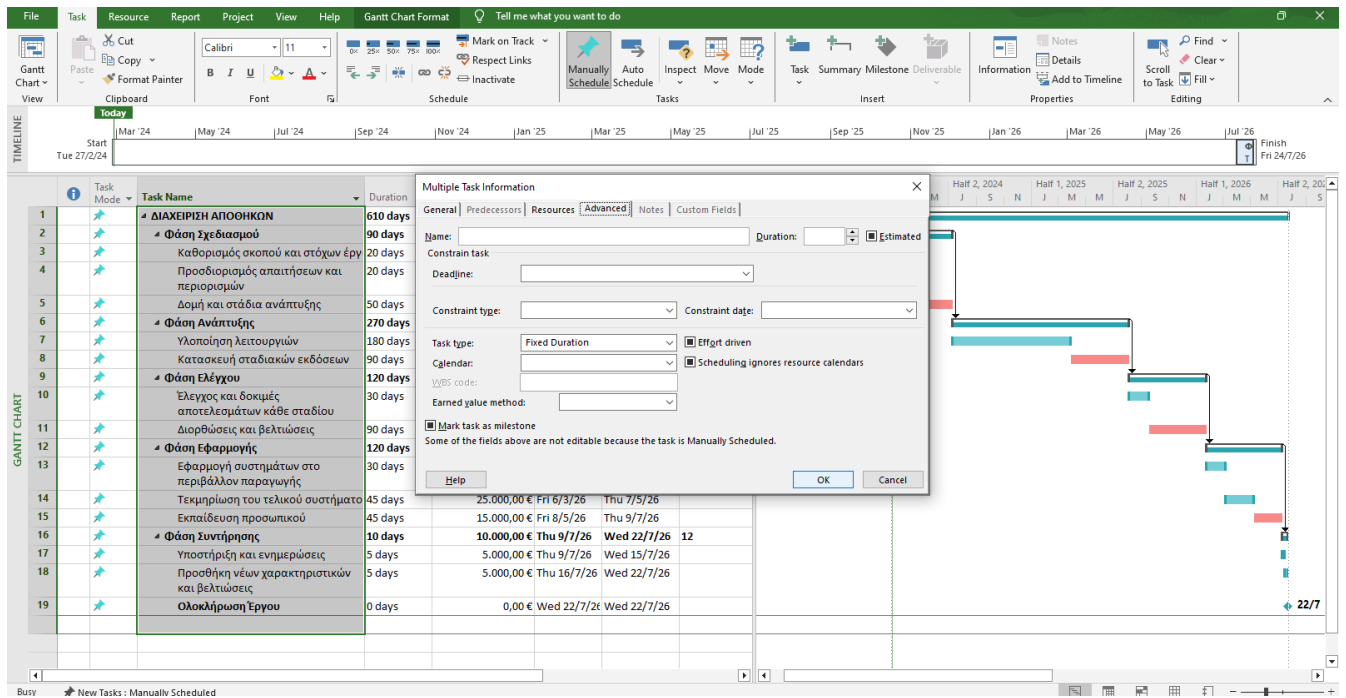 File Task Resource Report Project View Help Gantt Chart Format Tell me what you want to do
Cut
Copy
Format Painter
Paste
Gantt
Chart
Calibri 11
B I U A
0× 25× 50× 75× 100×
Mark on Track
Respect Links
Inactivate
Manually
Schedule
Auto
Schedule
Inspect Move Mode
Task Summary Milestone Deliverable
Information
Notes
Details
Add to Timeline
Scroll
to Task
Find
Clear
Fill
View Clipboard Font Schedule Tasks Insert Properties Editing
TIMELINE
Today
Mar '24 May '24 Jul '24 Sep '24 Nov '24 Jan '25 Mar '25 May '25 Jul '25 Sep '25 Nov '25 Jan '26 Mar '26 May '26 Jul '26
Start
Tue 27/2/24
Finish
Fri 24/7/26
GANTT CHART
Task
Mode
Task Name Duration
Half 2, 2024 Half 1, 2025 Half 2, 2025 Half 1, 2026 Half 2, 202
M J S N J M M J S N J M M J S
1 ΔΙΑΧΕΙΡΙΣΗ ΑΠΟΘΗΚΩΝ 610 days
2 Φάση Σχεδιασμού 90 days
3 Καθορισμός σκοπού και στόχων έργ 20 days
4 Προσδιορισμός απαιτήσεων και
περιορισμών 20 days
5 Δομή και στάδια ανάπτυξης 50 days
6 Φάση Ανάπτυξης 270 days
7 Υλοποίηση λειτουργιών 180 days
8 Κατασκευή σταδιακών εκδόσεων 90 days
9 Φάση Ελέγχου 120 days
10 Έλεγχος και δοκιμές
αποτελεσμάτων κάθε σταδίου 30 days
11 Διορθώσεις και βελτιώσεις 90 days
12 Φάση Εφαρμογής 120 days
13 Εφαρμογή συστημάτων στο
περιβάλλον παραγωγής 30 days
14 Τεκμηρίωση του τελικού συστήματο 45 days 25.000,00 € Fri 6/3/26 Thu 7/5/26
15 Εκπαίδευση προσωπικού 45 days 15.000,00 € Fri 8/5/26 Thu 9/7/26
16 Φάση Συντήρησης 10 days 10.000,00 € Thu 9/7/26 Wed 22/7/26 12
17 Υποστήριξη και ενημερώσεις 5 days 5.000,00 € Thu 9/7/26 Wed 15/7/26
18 Προσθήκη νέων χαρακτηριστικών
και βελτιώσεις 5 days 5.000,00 € Thu 16/7/26 Wed 22/7/26
19 Ολοκλήρωση Έργου 0 days 0,00 € Wed 22/7/26 Wed 22/7/26
22/7
Multiple Task Information
General Predecessors Resources Advanced Notes Custom Fields
Name: Duration: Estimated
Constrain task
Deadline:
Constraint type: Constraint date:
Task type: Fixed Duration Effort driven
Calendar: Scheduling ignores resource calendars
WBS code:
Earned value method:
Mark task as milestone
Some of the fields above are not editable because the task is Manually Scheduled.
Help OK Cancel
Busy New Tasks : Manually Scheduled